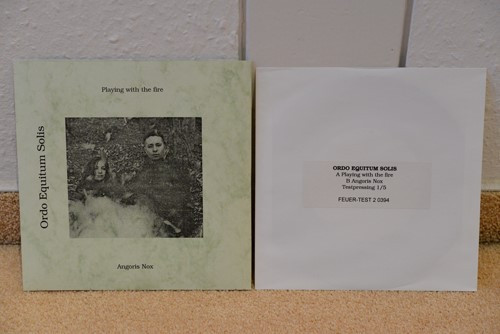 Playing with the fire
Ordo Equitum Solis
Angoris Nox
ORDO EQUITUM SOLIS
A Playing with the fire
B Angoris Nox
Testpressing 1/5
FEUER-TEST 2 0394